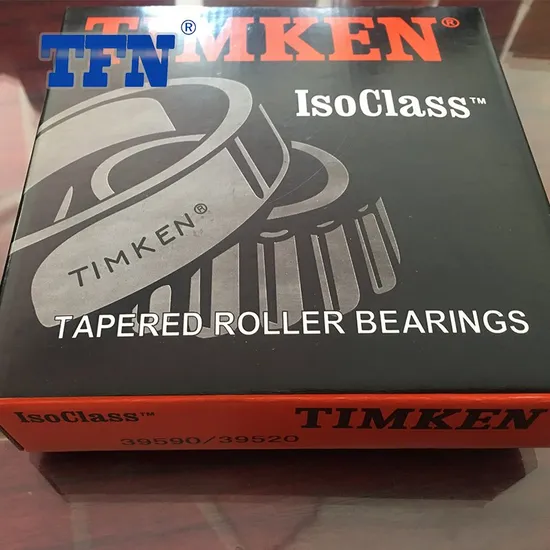 TIMKEN®
TFN®
IsoClass™
TIMKEN®
TAPERED ROLLER BEARINGS
IsoClass™ TIMKEN
39590/39520